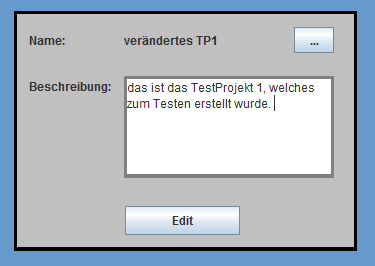 Name: verändertes TP1 ...
Beschreibung: das ist das TestProjekt 1, welches
zum Testen erstellt wurde.
Edit